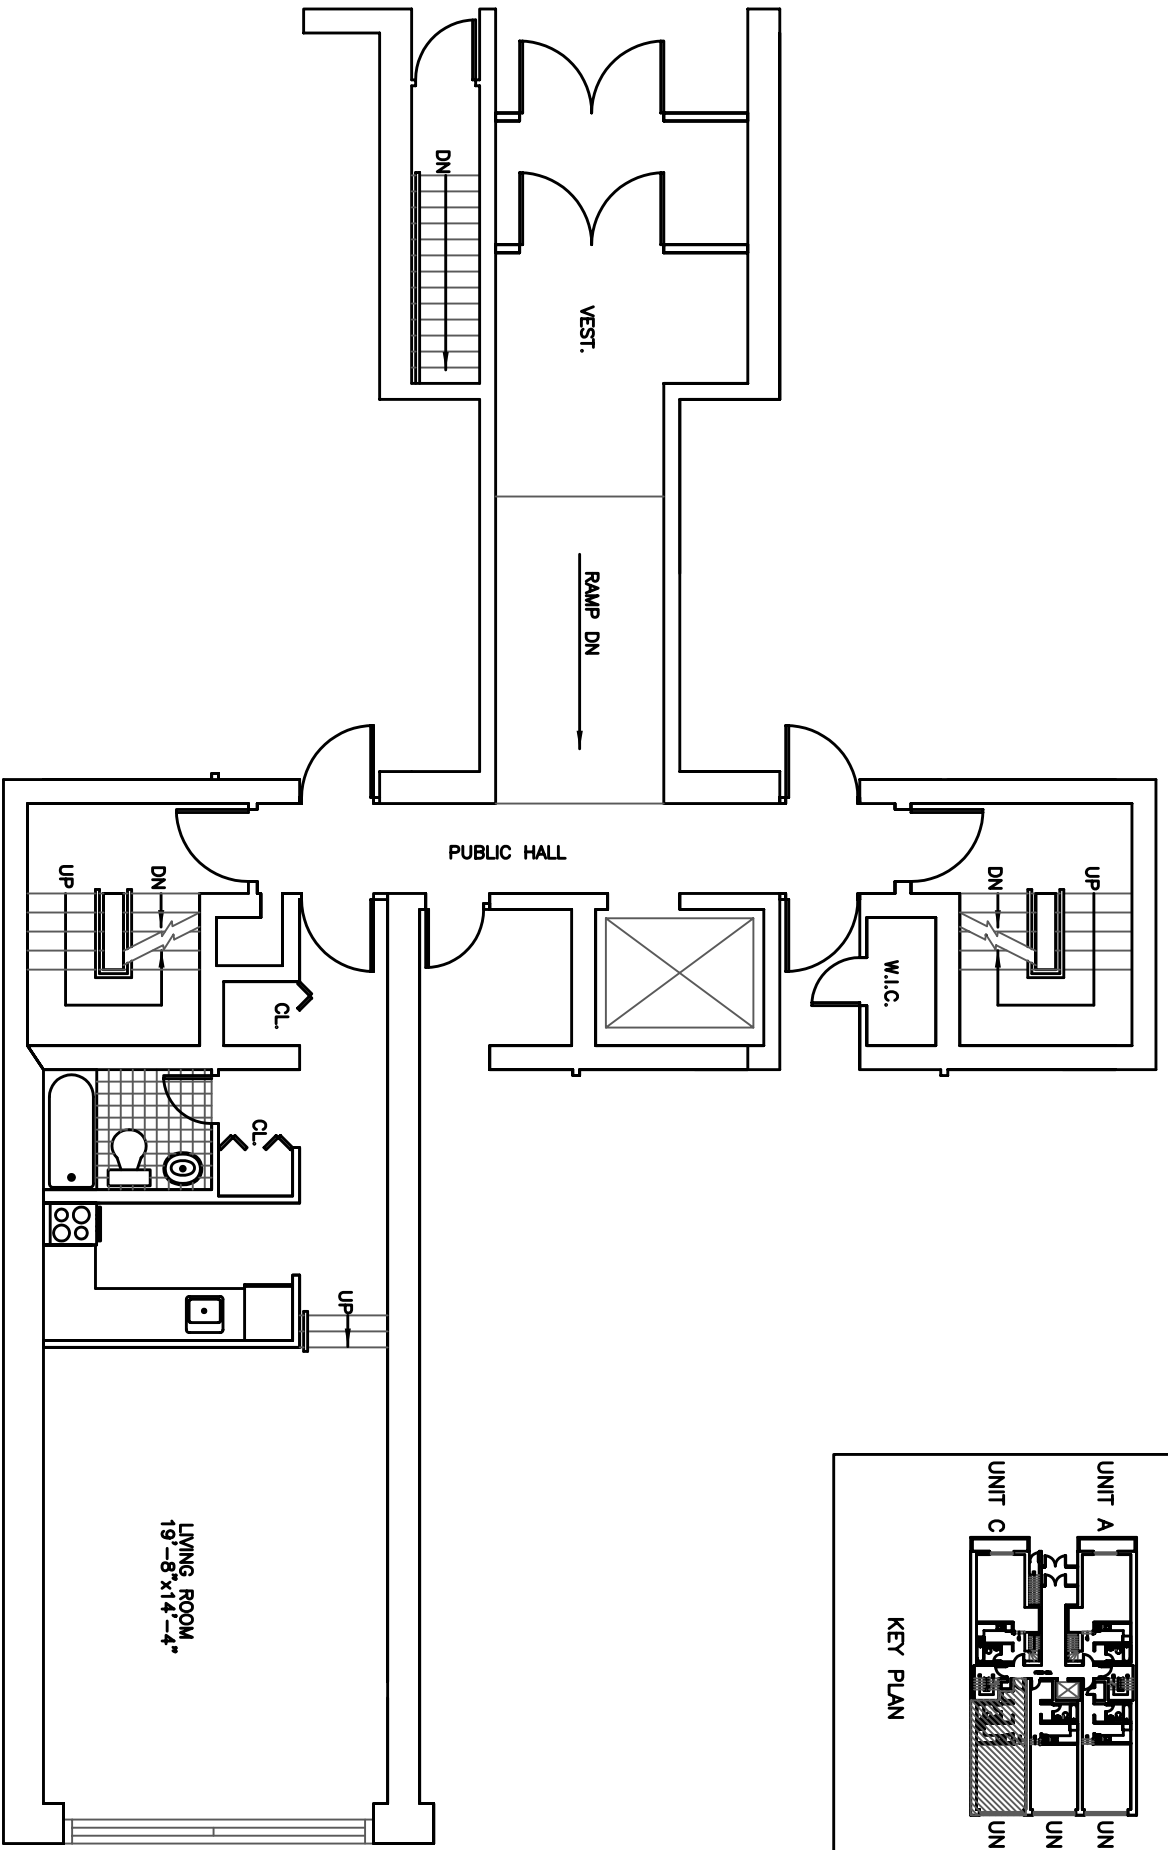 DN
VEST.
RAMP DN
PUBLIC HALL
UP
DN
DN
UP
W.I.C.
CL.
CL.
UP
LIVING ROOM
19'-8"x14'-4"
UNIT A
UNIT C
KEY PLAN
UN
UN
UN